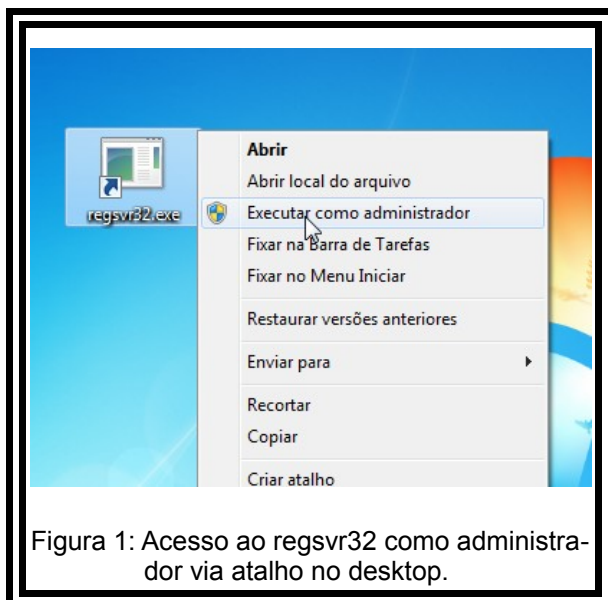 regsvr32.exe
Abrir
Abrir local do arquivo
Executar como administrador
Fixar na Barra de Tarefas
Fixar no Menu Iniciar
Restaurar versões anteriores
Enviar para
Recortar
Copiar
Criar atalho
Figura 1: Acesso ao regsvr32 como administra-
dor via atalho no desktop.